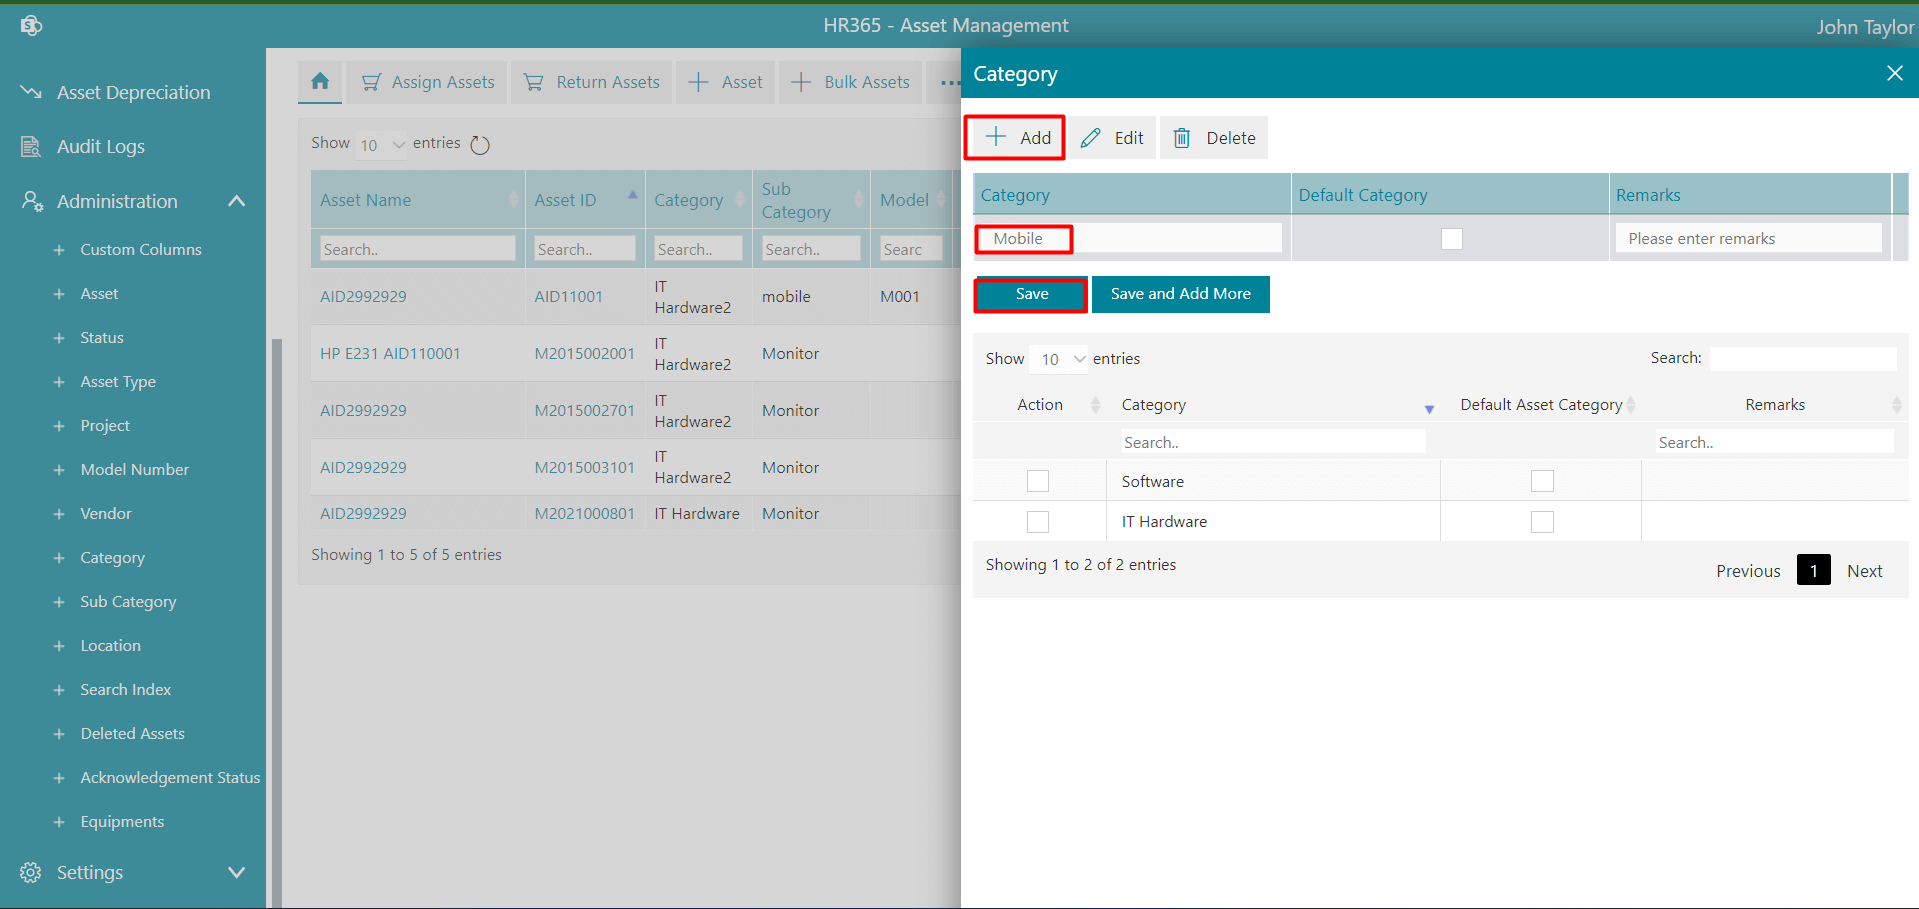 HR365 - Asset Management
John Taylor
Asset Depreciation
Audit Logs
Administration
Custom Columns
Asset
Status
Asset Type
Project
Model Number
Vendor
Category
Sub Category
Location
Search Index
Deleted Assets
Acknowledgement Status
Equipments
Settings
Assign Assets
Return Assets
Asset
Bulk Assets
...
Show 10 entries
Asset Name Asset ID Category Sub Category Model
Search.. Search.. Search.. Search.. Searc
AID2992929 AID11001 IT Hardware2 mobile M001
HP E231 AID110001 M2015002001 IT Hardware2 Monitor
AID2992929 M2015002701 IT Hardware2 Monitor
AID2992929 M2015003101 IT Hardware2 Monitor
AID2992929 M2021000801 IT Hardware Monitor
Showing 1 to 5 of 5 entries
Category
Add Edit Delete
Category Default Category Remarks
Mobile Please enter remarks
Save Save and Add More
Show 10 entries Search:
Action Category Default Asset Category Remarks
Search.. Search..
Software
IT Hardware
Showing 1 to 2 of 2 entries
Previous 1 Next